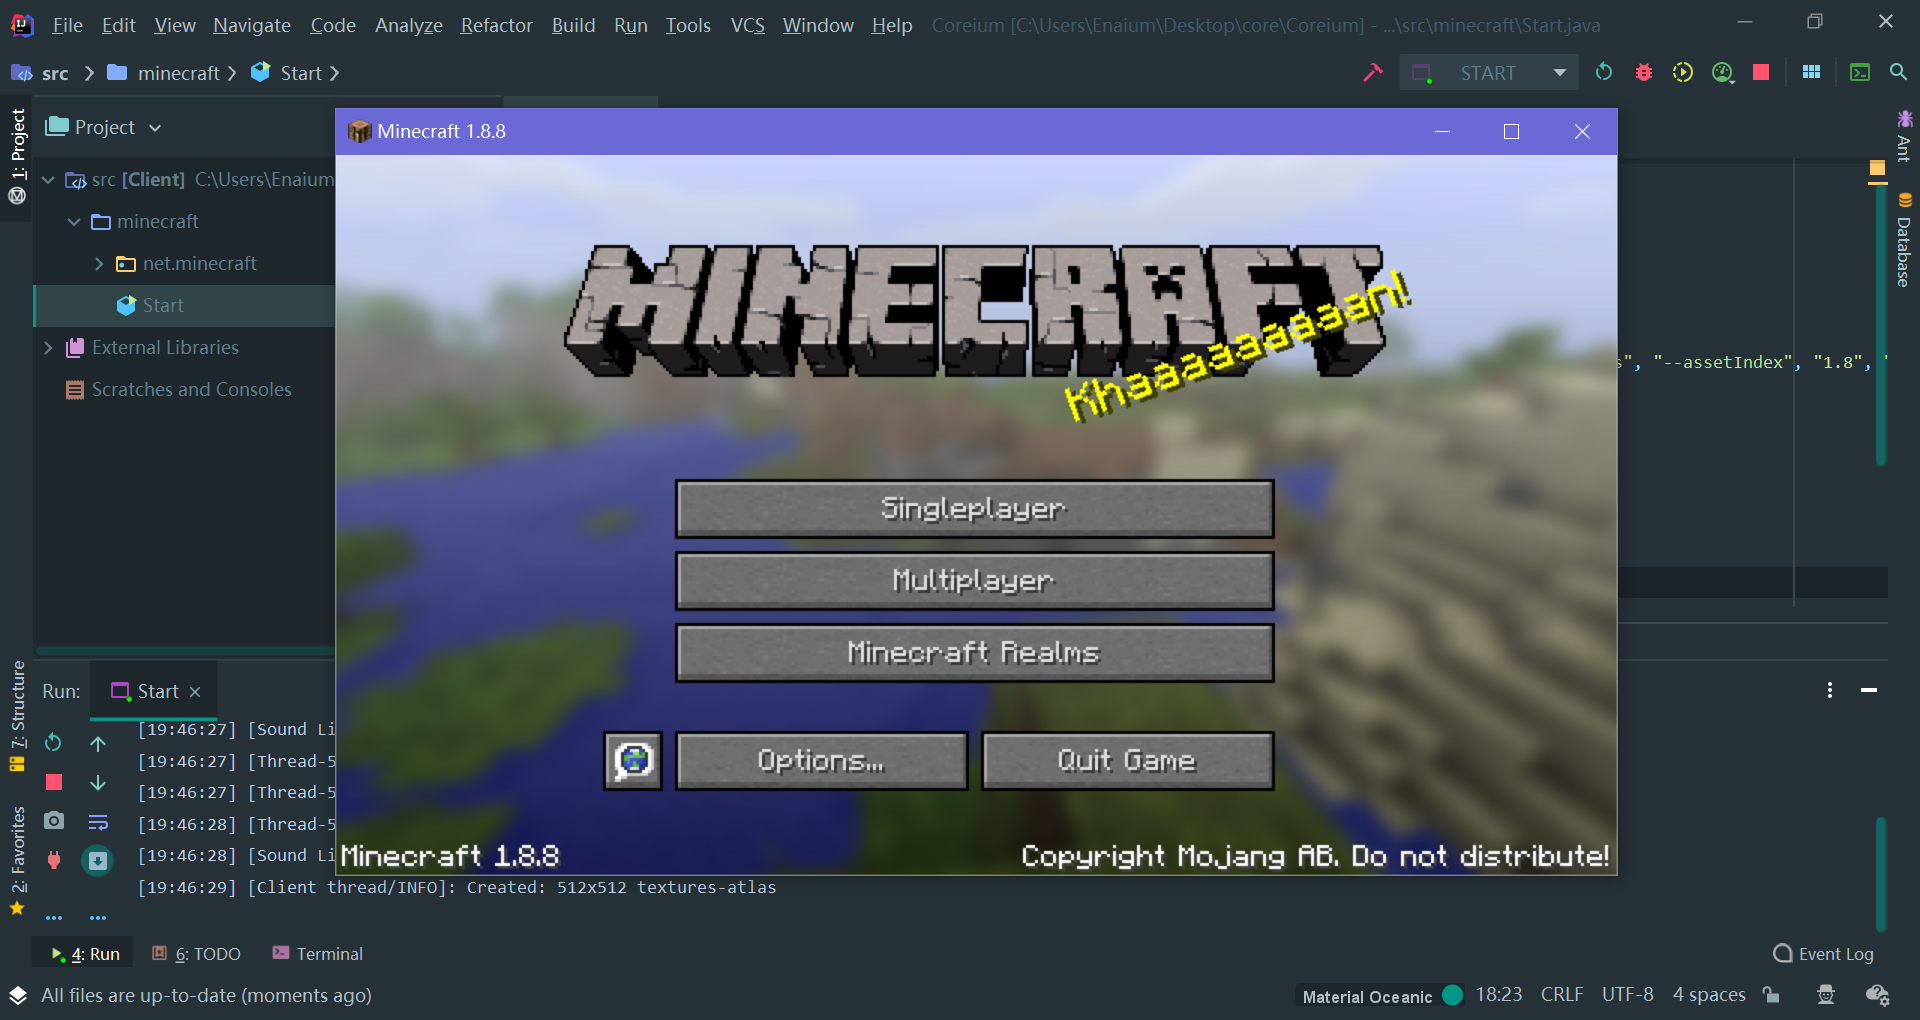 File Edit View Navigate Code Analyze Refactor Build Run Tools VCS Window Help Coreium [C:\Users\Enaium\Desktop\core\Coreium] - ...\src\minecraft\Start.java
src minecraft Start START
1: Project
Project
src [Client] C:\Users\Enaium
minecraft
net.minecraft
Start
External Libraries
Scratches and Consoles
Minecraft 1.8.8
MINECRAFT
Khaaaaaaaaaan!
Singleplayer
Multiplayer
Minecraft Realms
Options...
Quit Game
Minecraft 1.8.8
Copyright Mojang AB. Do not distribute!
s", "--assetIndex", "1.8", "
Ant
Database
7: Structure
2: Favorites
Run: Start
[19:46:27] [Sound Li
[19:46:27] [Thread-5
[19:46:27] [Thread-5
[19:46:28] [Thread-5
[19:46:28] [Sound Li
[19:46:29] [Client thread/INFO]: Created: 512x512 textures-atlas
4: Run 6: TODO Terminal Event Log
All files are up-to-date (moments ago) Material Oceanic 18:23 CRLF UTF-8 4 spaces